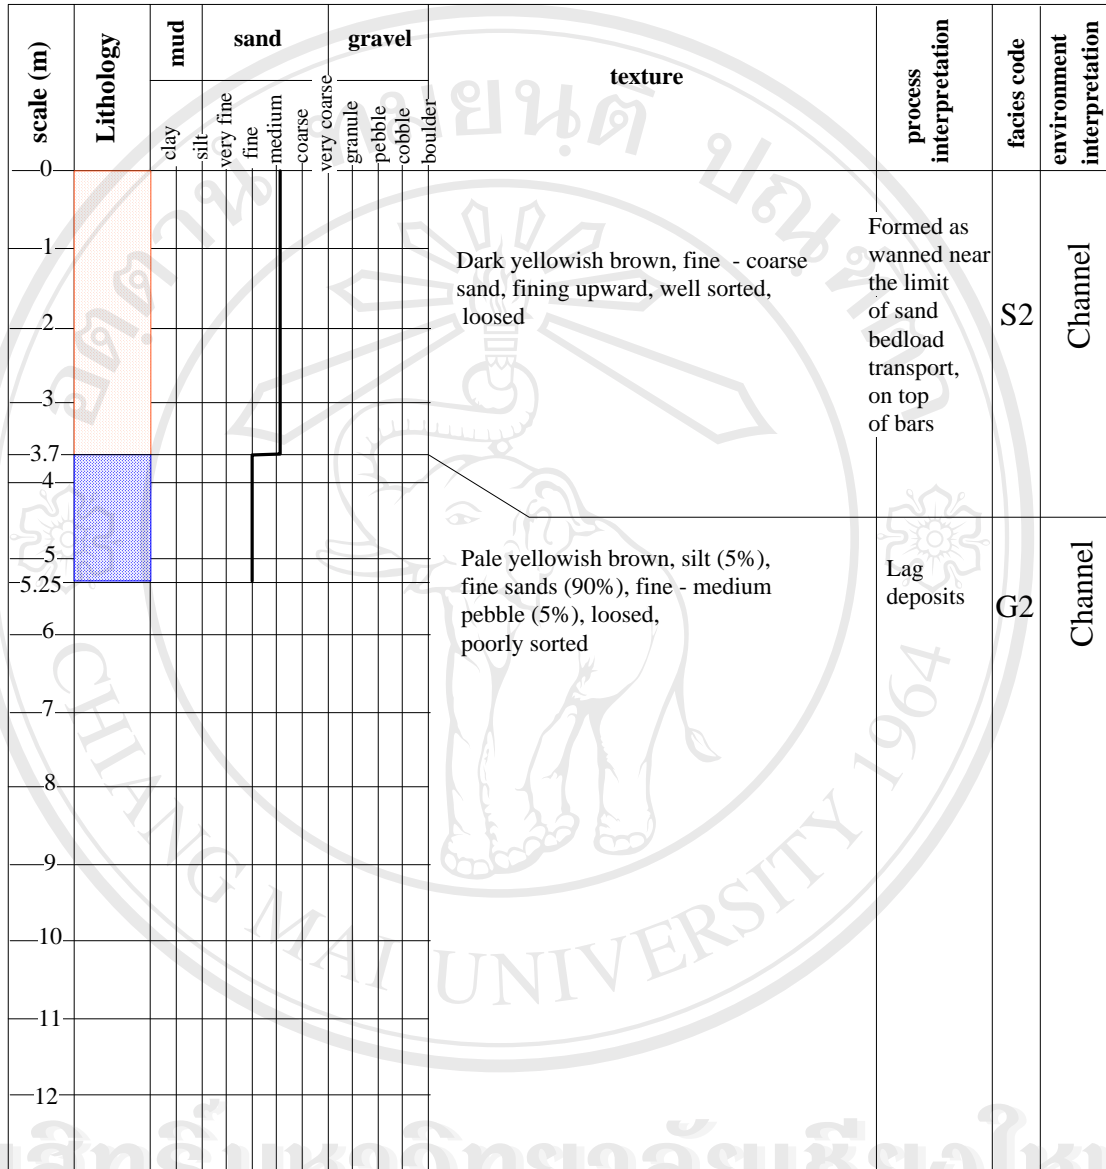 scale (m)
Lithology
mud
sand
gravel
clay
silt
very fine
fine
medium
coarse
very coarse
granule
pebble
cobble
boulder
texture
process
interpretation
facies code
environment
interpretation
0
1
2
3
3.7
4
5
5.25
6
7
8
9
10
11
12
Dark yellowish brown, fine - coarse
sand, fining upward, well sorted,
loosed
Formed as
wanned near
the limit
of sand
bedload
transport,
on top
of bars
S2
Channel
Pale yellowish brown, silt (5%),
fine sands (90%), fine - medium
pebble (5%), loosed,
poorly sorted
Lag
deposits
G2
Channel
CHIANG MAI UNIVERSITY 1964